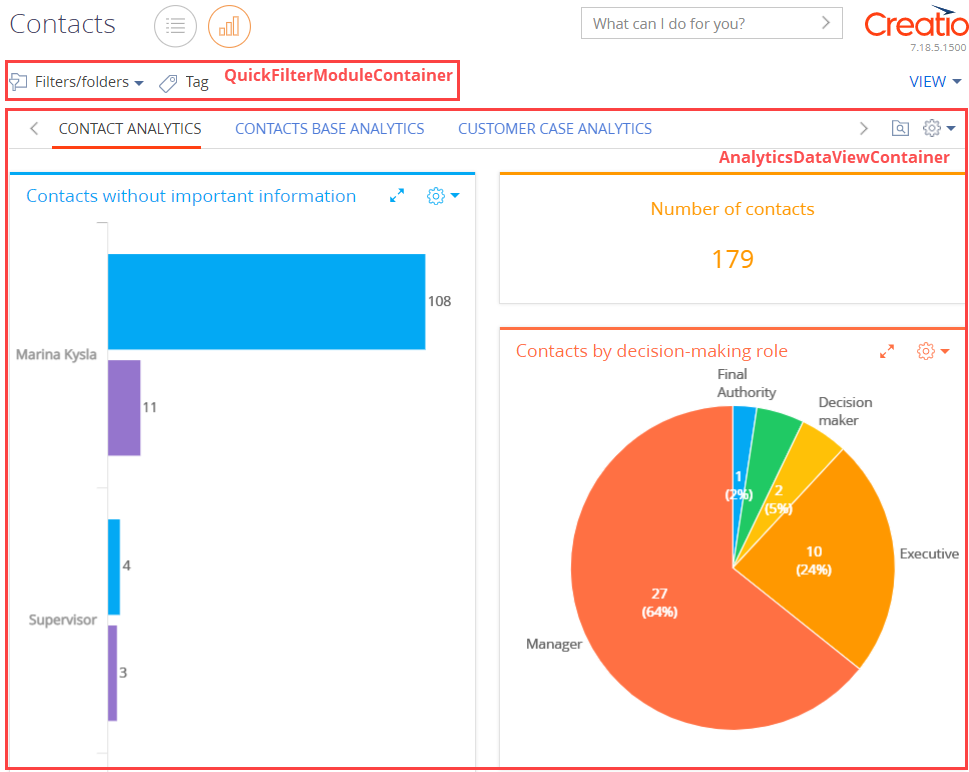 Contacts
What can I do for you?
Creatio
7.18.5.1500
Filters/folders
Tag
QuickFilterModuleContainer
VIEW
CONTACT ANALYTICS
CONTACTS BASE ANALYTICS
CUSTOMER CASE ANALYTICS
AnalyticsDataViewContainer
Contacts without important information
108
Marina Kysla
11
4
Supervisor
3
Number of contacts
179
Contacts by decision-making role
Final
Authority
Decision
maker
1
(2%)
2
(5%)
10
(24%)
Executive
27
(64%)
Manager